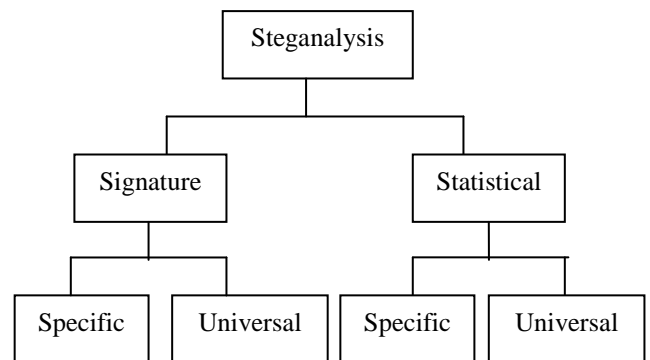 Steganalysis
Signature
Statistical
Specific
Universal
Specific
Universal